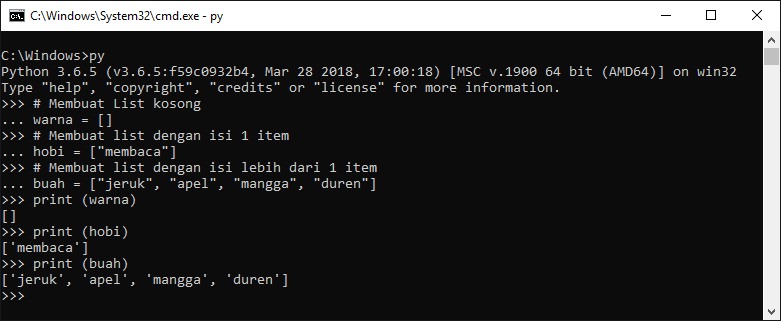 C:\Windows\System32\cmd.exe - py
C:\Windows>py
Python 3.6.5 (v3.6.5:f59c0932b4, Mar 28 2018, 17:00:18) [MSC v.1900 64 bit (AMD64)] on win32
Type "help", "copyright", "credits" or "license" for more information.
>>> # Membuat List kosong
... warna = []
>>> # Membuat list dengan isi 1 item
... hobi = ["membaca"]
>>> # Membuat list dengan isi lebih dari 1 item
... buah = ["jeruk", "apel", "mangga", "duren"]
>>> print (warna)
[]
>>> print (hobi)
['membaca']
>>> print (buah)
['jeruk', 'apel', 'mangga', 'duren']
>>>